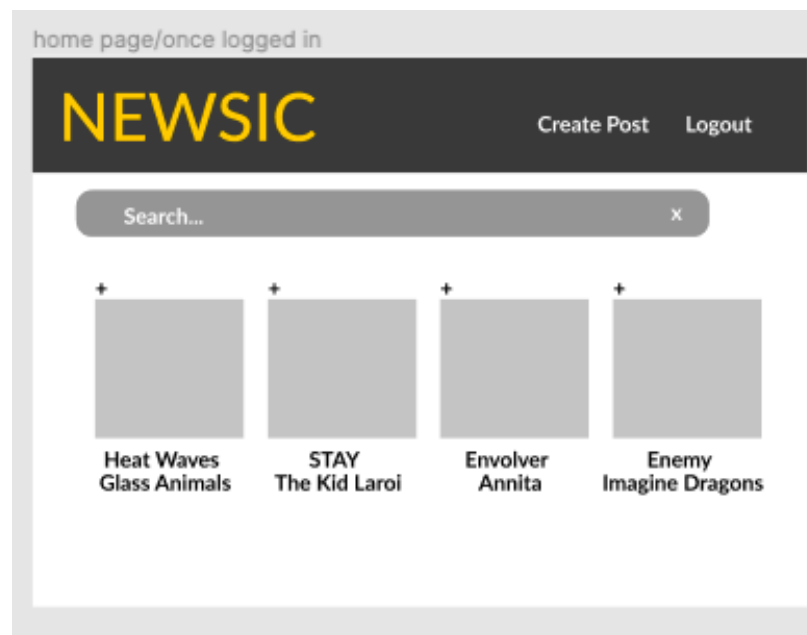 home page/once logged in
NEWSIC
Create Post Logout
Search... x
+ + + +
Heat Waves STAY Envolver Enemy
Glass Animals The Kid Laroi Annita Imagine Dragons